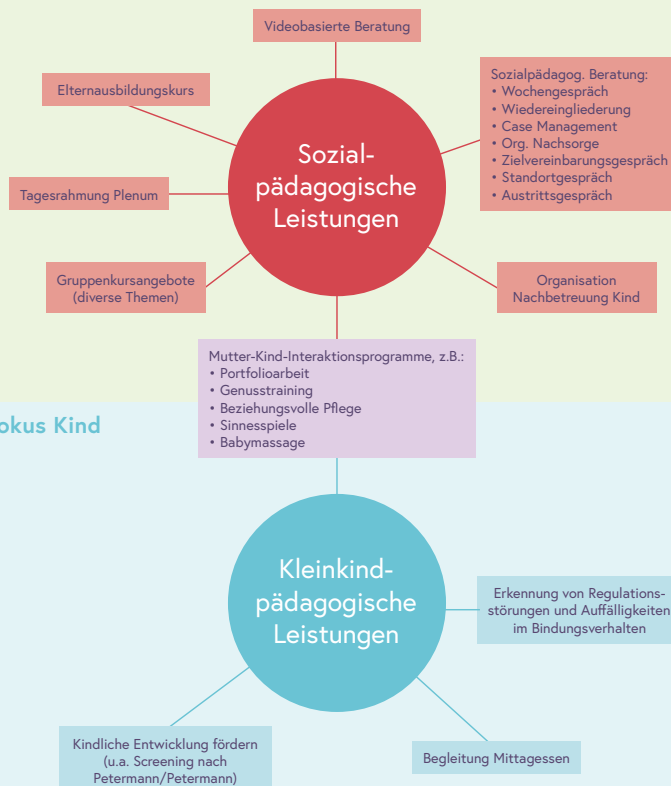 Videobasierte Beratung
Elternausbildungskurs
Sozialpädagog. Beratung:
• Wochengespräch
• Wiedereingliederung
• Case Management
• Org. Nachsorge
• Zielvereinbarungsgespräch
• Standortgespräch
• Austrittsgespräch
Sozial-
pädagogische
Leistungen
Tagesrahmung Plenum
Gruppenkursangebote
(diverse Themen)
Organisation
Nachbetreuung Kind
Mutter-Kind-Interaktionsprogramme, z.B.:
• Portfolioarbeit
• Genusstraining
• Beziehungsvolle Pflege
• Sinnesspiele
• Babymassage
okus Kind
Kleinkind-
pädagogische
Leistungen
Erkennung von Regulations-
störungen und Auffälligkeiten
im Bindungsverhalten
Kindliche Entwicklung fördern
(u.a. Screening nach
Petermann/Petermann)
Begleitung Mittagessen